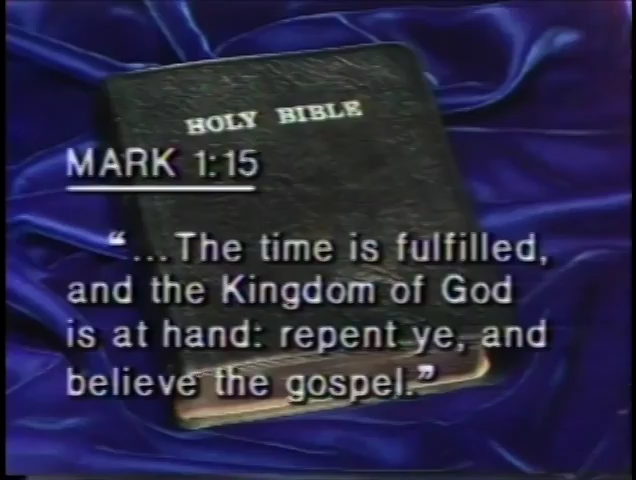 HOLY BIBLE
MARK 1:15
“...The time is fulfilled,
and the Kingdom of God
is at hand: repent ye, and
believe the gospel.”